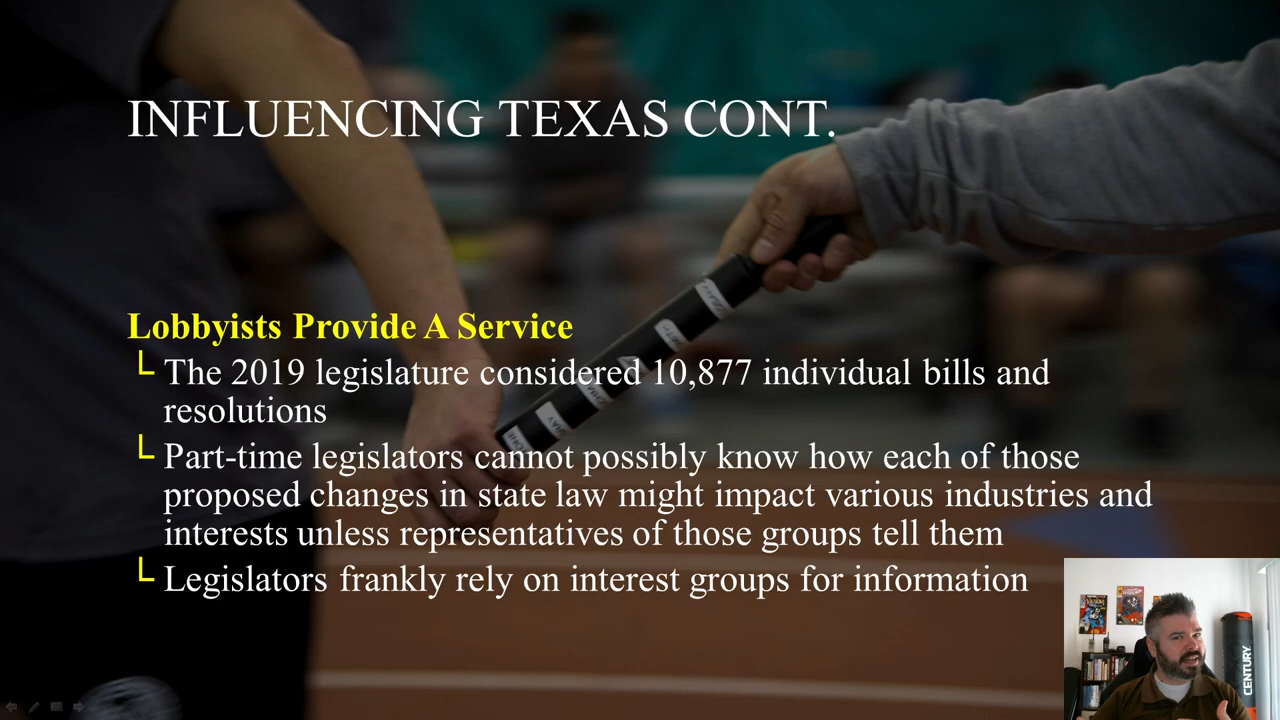 INFLUENCING TEXAS CONT.
Lobbyists Provide A Service
The 2019 legislature considered 10,877 individual bills and
resolutions
Part-time legislators cannot possibly know how each of those
proposed changes in state law might impact various industries and
interests unless representatives of those groups tell them
Legislators frankly rely on interest groups for information
CENTURY